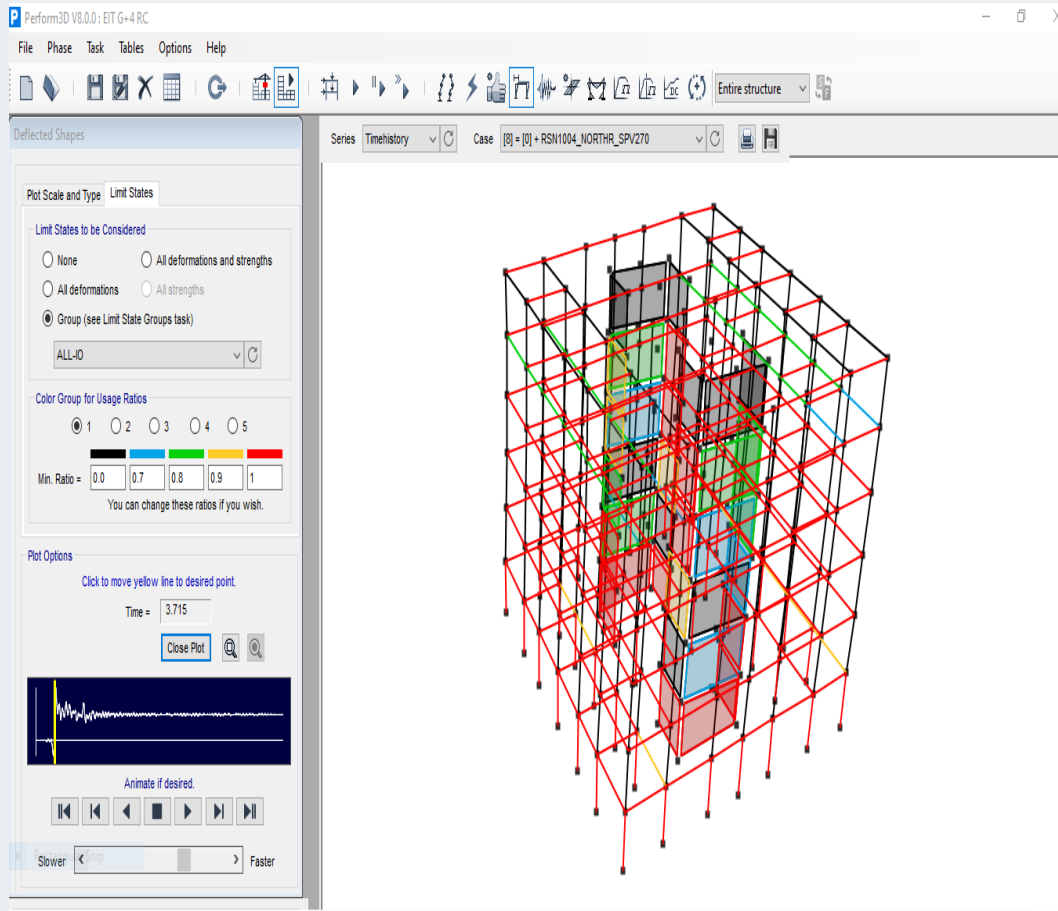 Perform3D V8.0.0 : EIT G+4 RC
File Phase Task Tables Options Help
Entire structure
Deflected Shapes
Series Timehistory Case [8] = [0] + RSN1004_NORTHR_SPV270
Plot Scale and Type Limit States
Limit States to be Considered
None All deformations and strengths
All deformations All strengths
Group (see Limit State Groups task)
ALL-IO
Color Group for Usage Ratios
1 2 3 4 5
Min. Ratio = 0.0 0.7 0.8 0.9 1
You can change these ratios if you wish.
Plot Options
Click to move yellow line to desired point.
Time = 3.715
Close Plot
Animate if desired.
Slower Faster